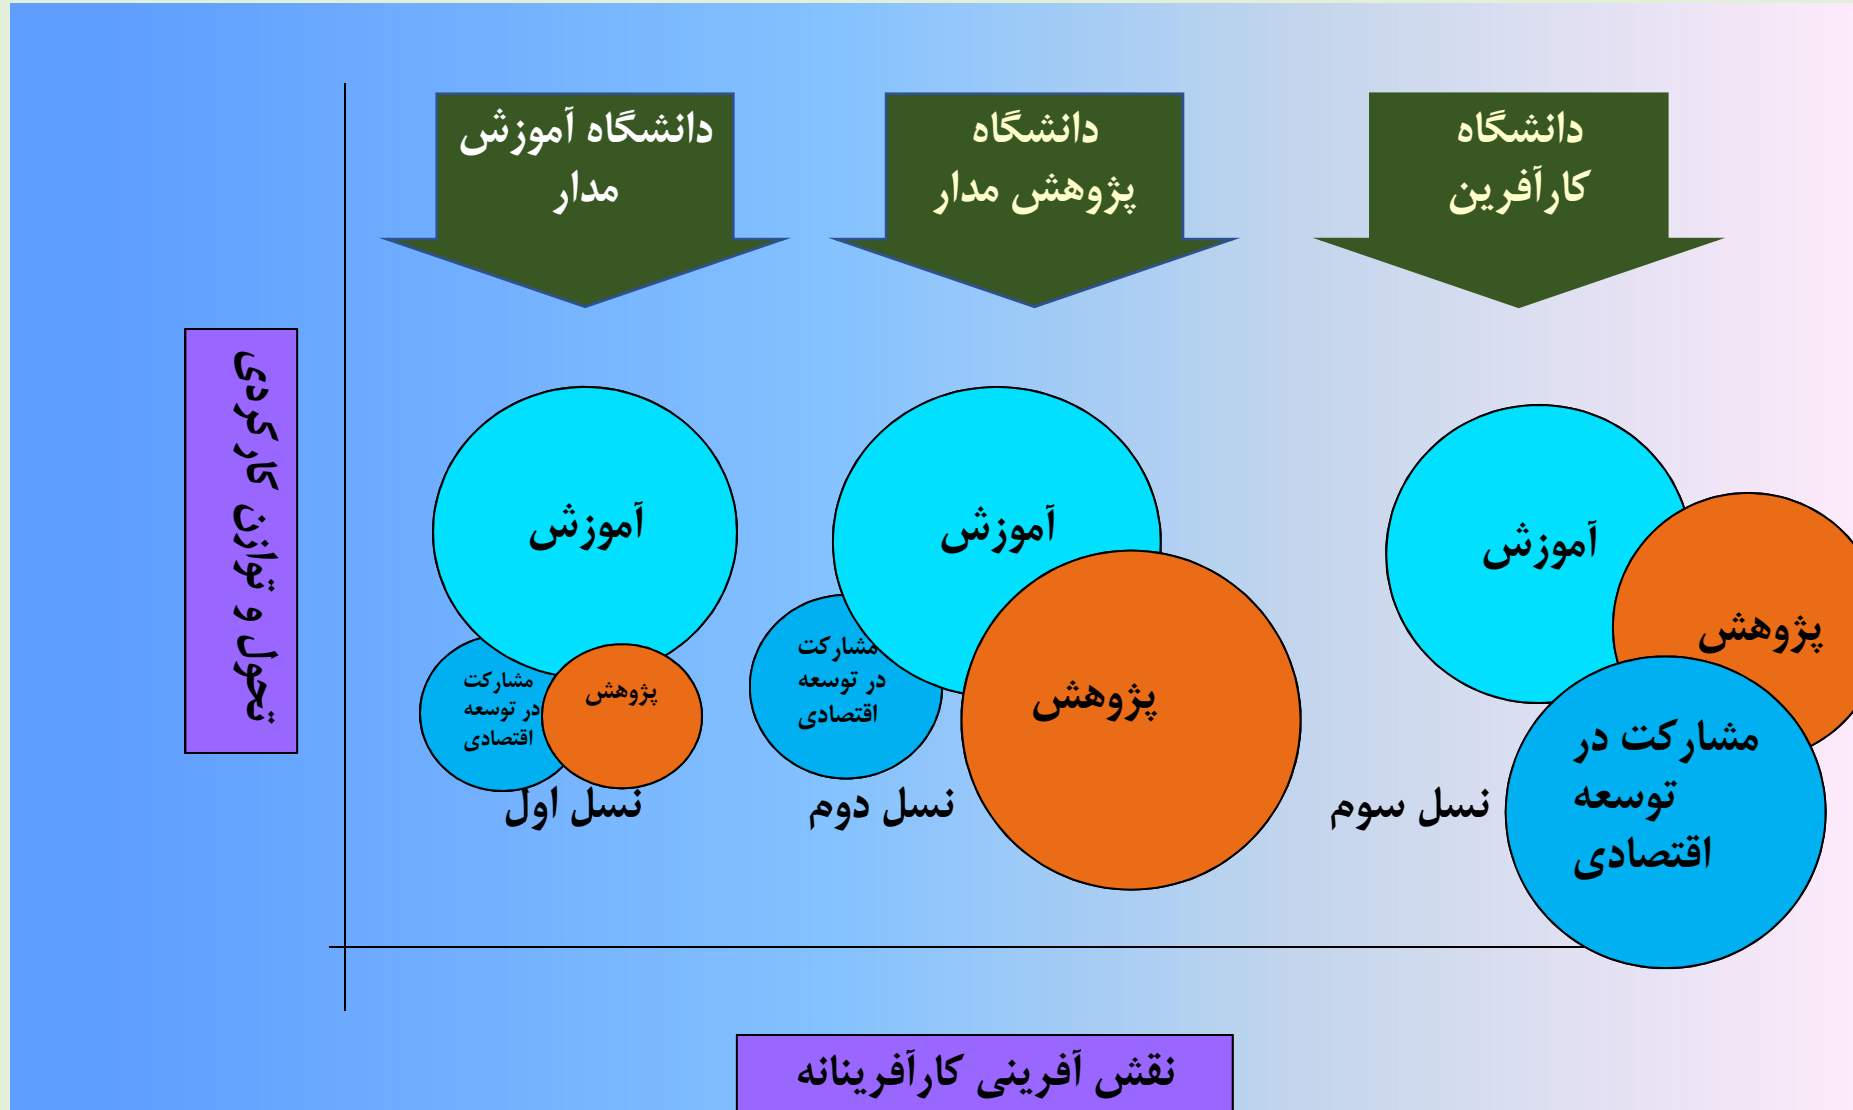 دانشگاه آموزش
مدار
دانشگاه
پژوهش مدار
دانشگاه
کارآفرین
تحول و توازن کارکردی
آموزش
مشارکت
در توسعه
اقتصادی
پژوهش
نسل اول
آموزش
مشارکت
در توسعه
اقتصادی
پژوهش
نسل دوم
آموزش
پژوهش
مشارکت در
توسعه
اقتصادی
نسل سوم
نقش آفرینی کارآفرینانه